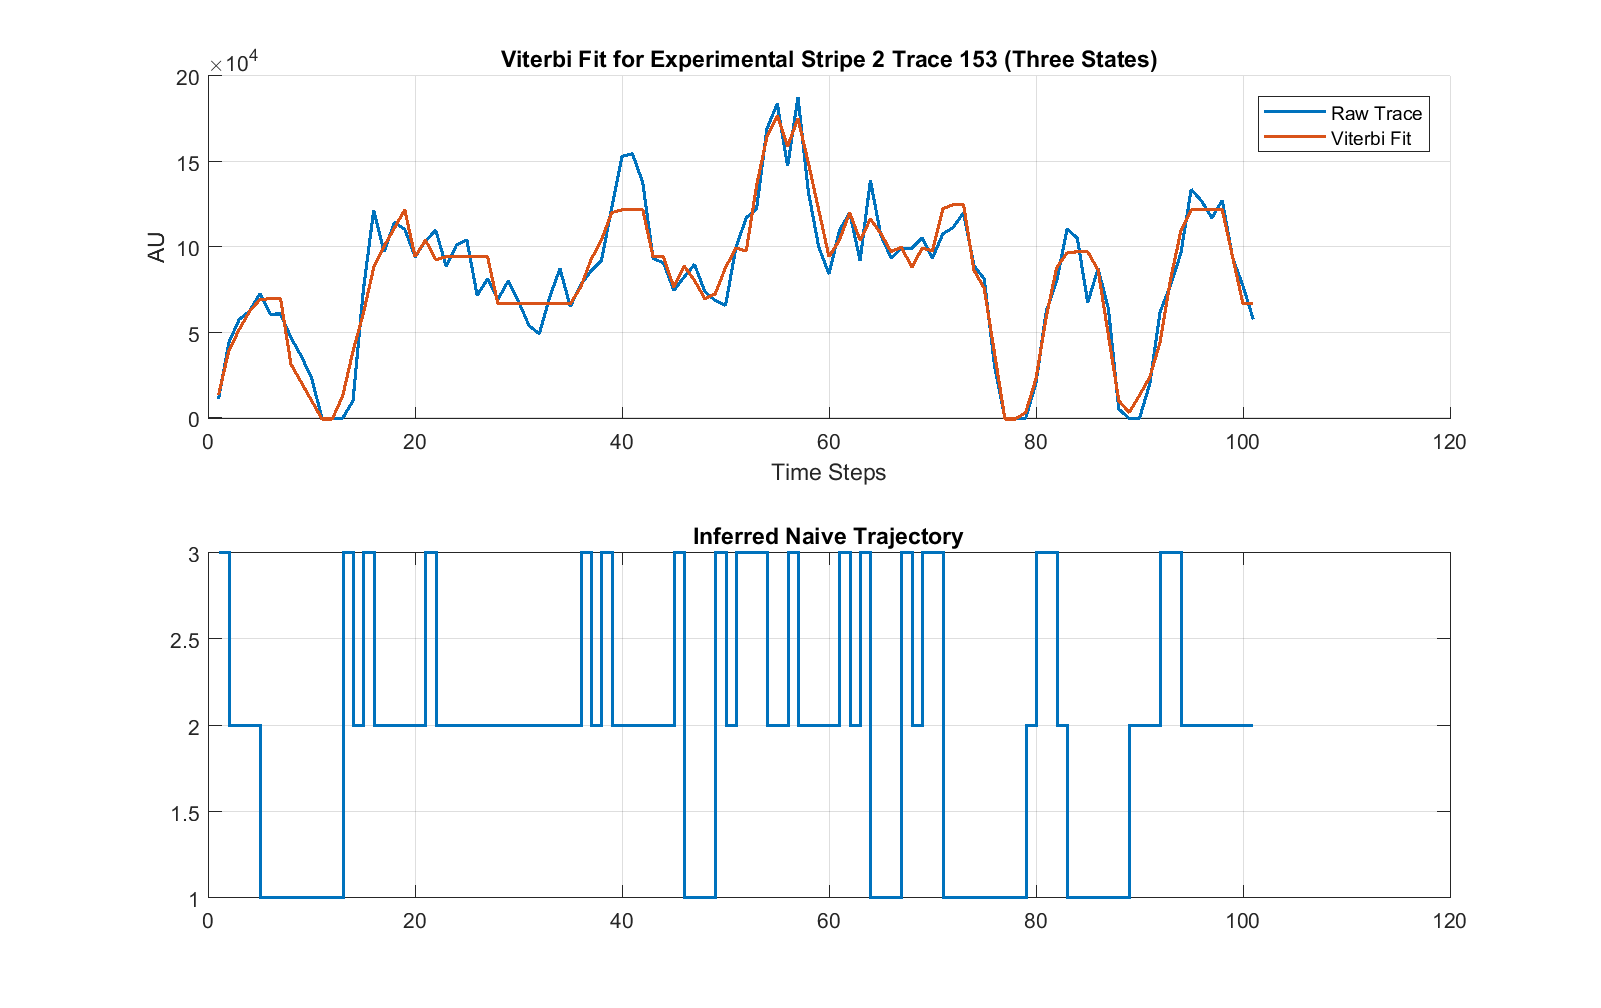 Viterbi Fit for Experimental Stripe 2 Trace 153 (Three States)
×10⁴
20
15
10
5
0
AU
Raw Trace
Viterbi Fit
0 20 40 60 80 100 120
Time Steps
Inferred Naive Trajectory
3
2.5
2
1.5
1
0 20 40 60 80 100 120